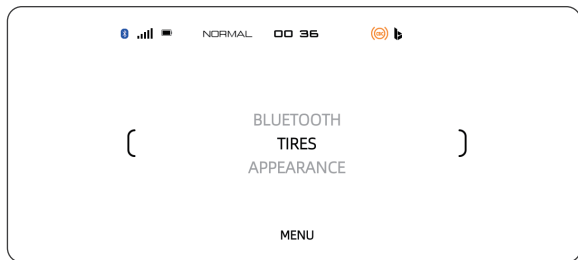 NORMAL 00 36
BLUETOOTH
TIRES
APPEARANCE
MENU